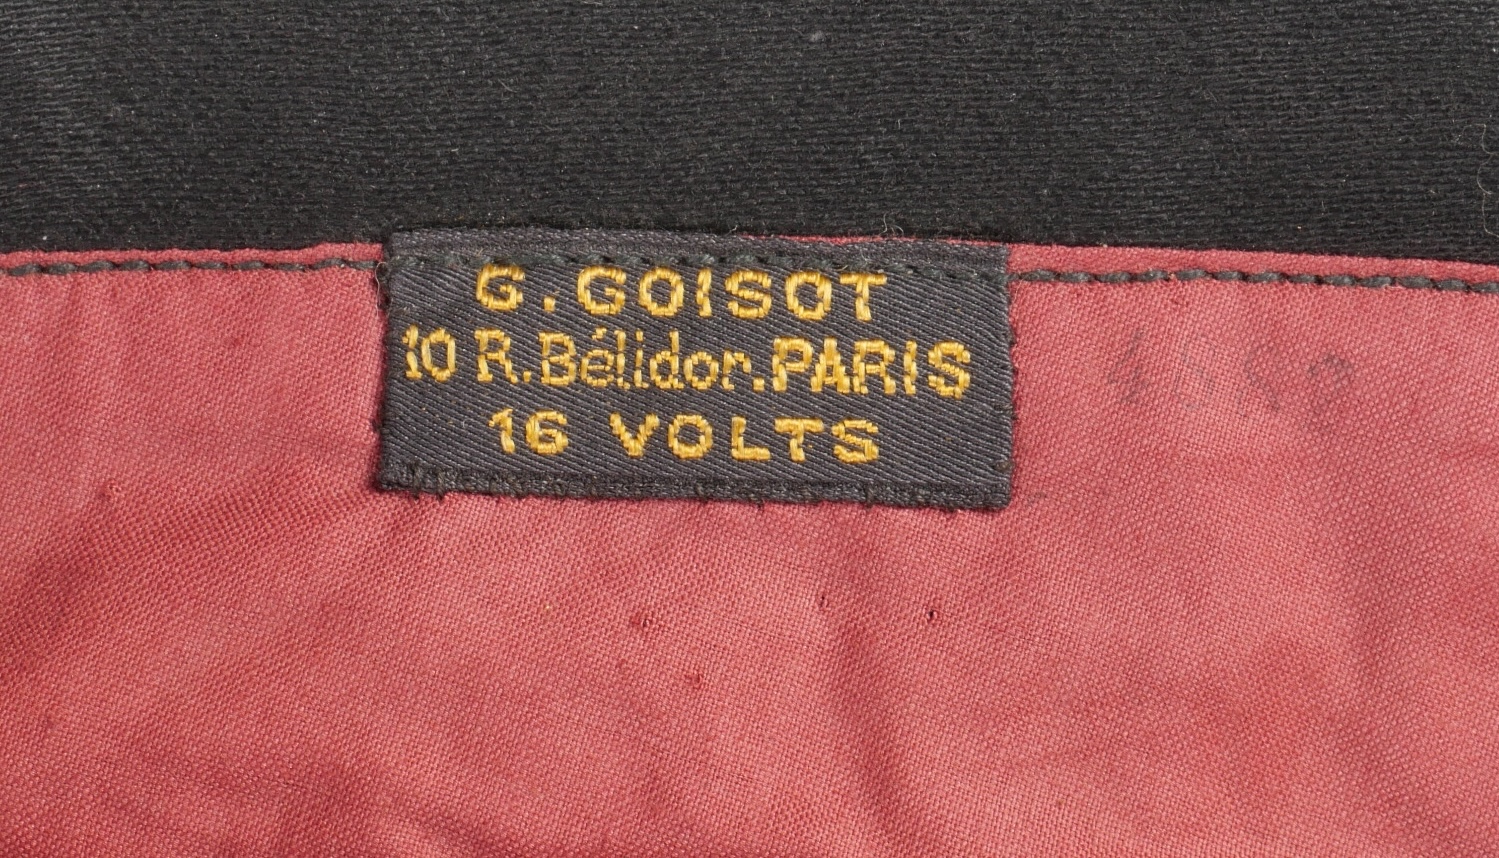 G. GOISOT
10 R. Bélidor. PARIS
16 VOLTS